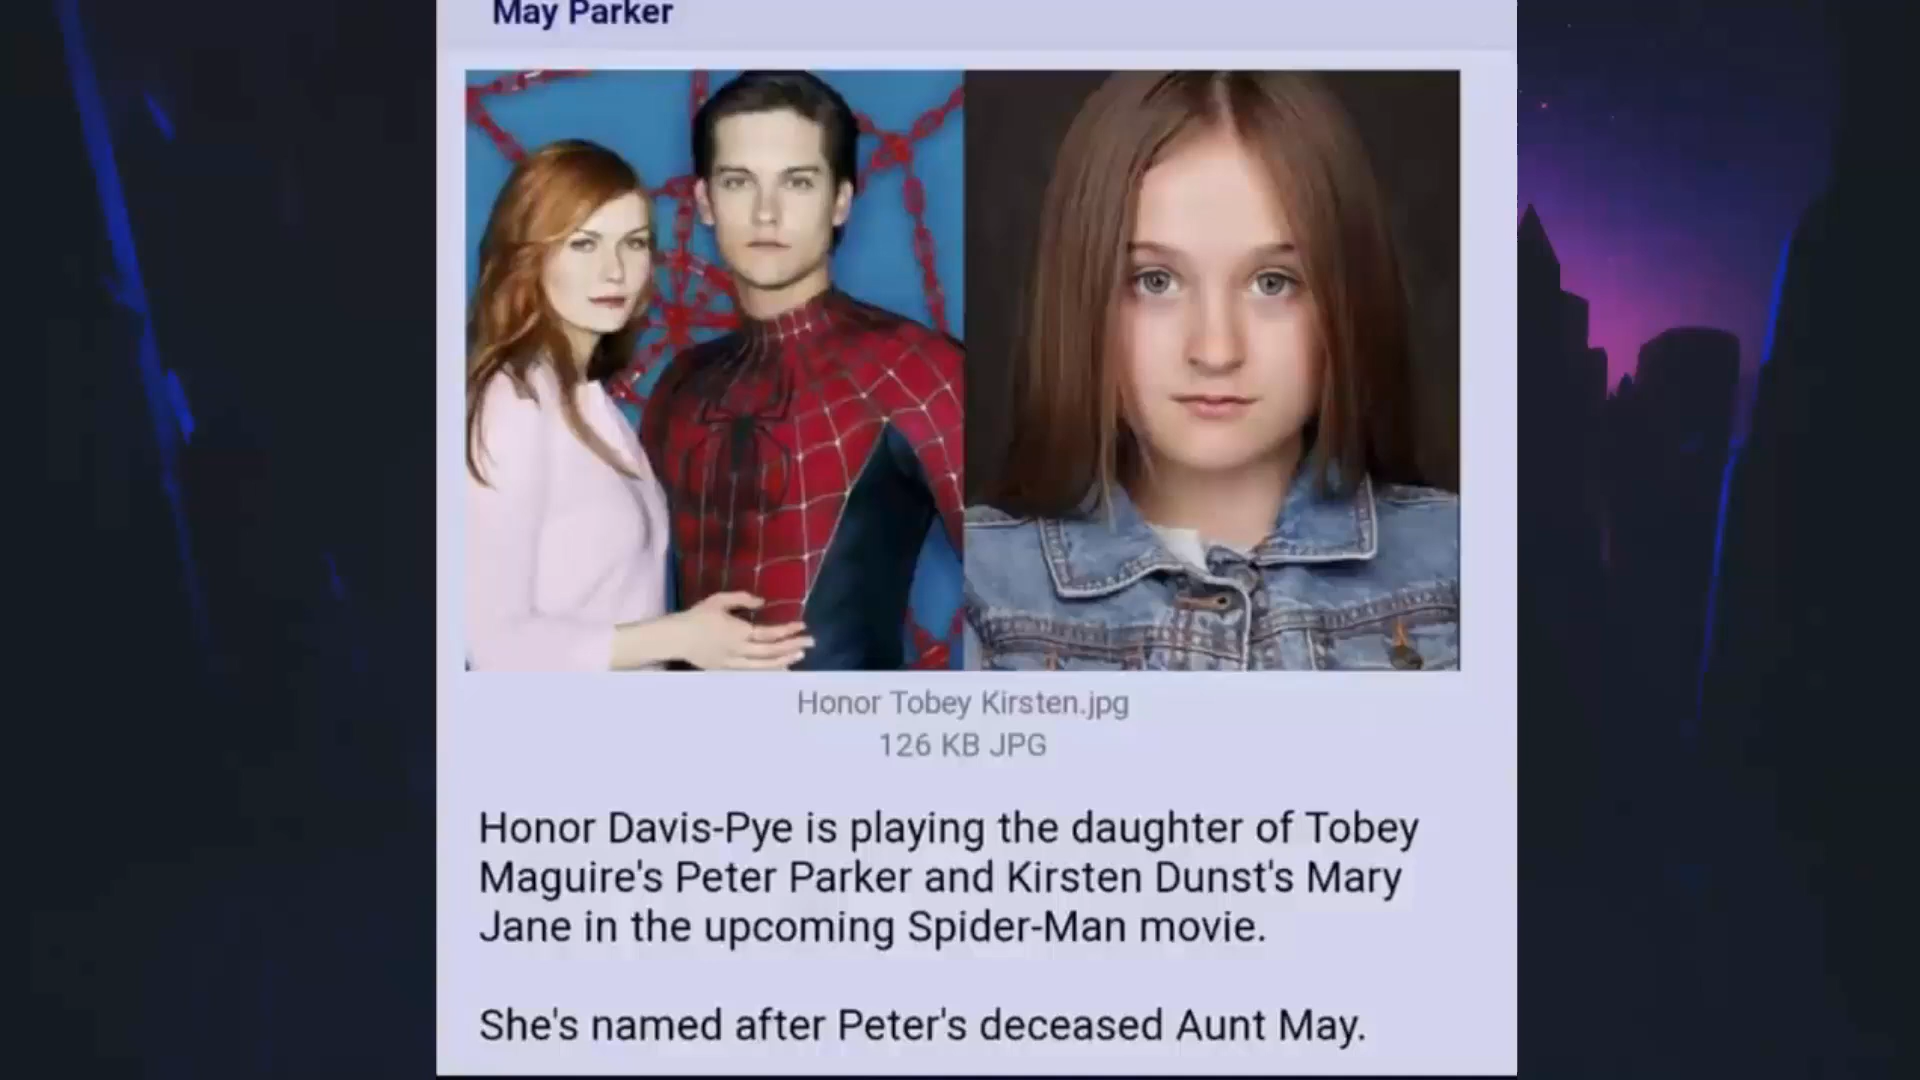 May Parker
Honor Tobey Kirsten.jpg
126 KB JPG
Honor Davis-Pye is playing the daughter of Tobey
Maguire's Peter Parker and Kirsten Dunst's Mary
Jane in the upcoming Spider-Man movie.
She's named after Peter's deceased Aunt May.